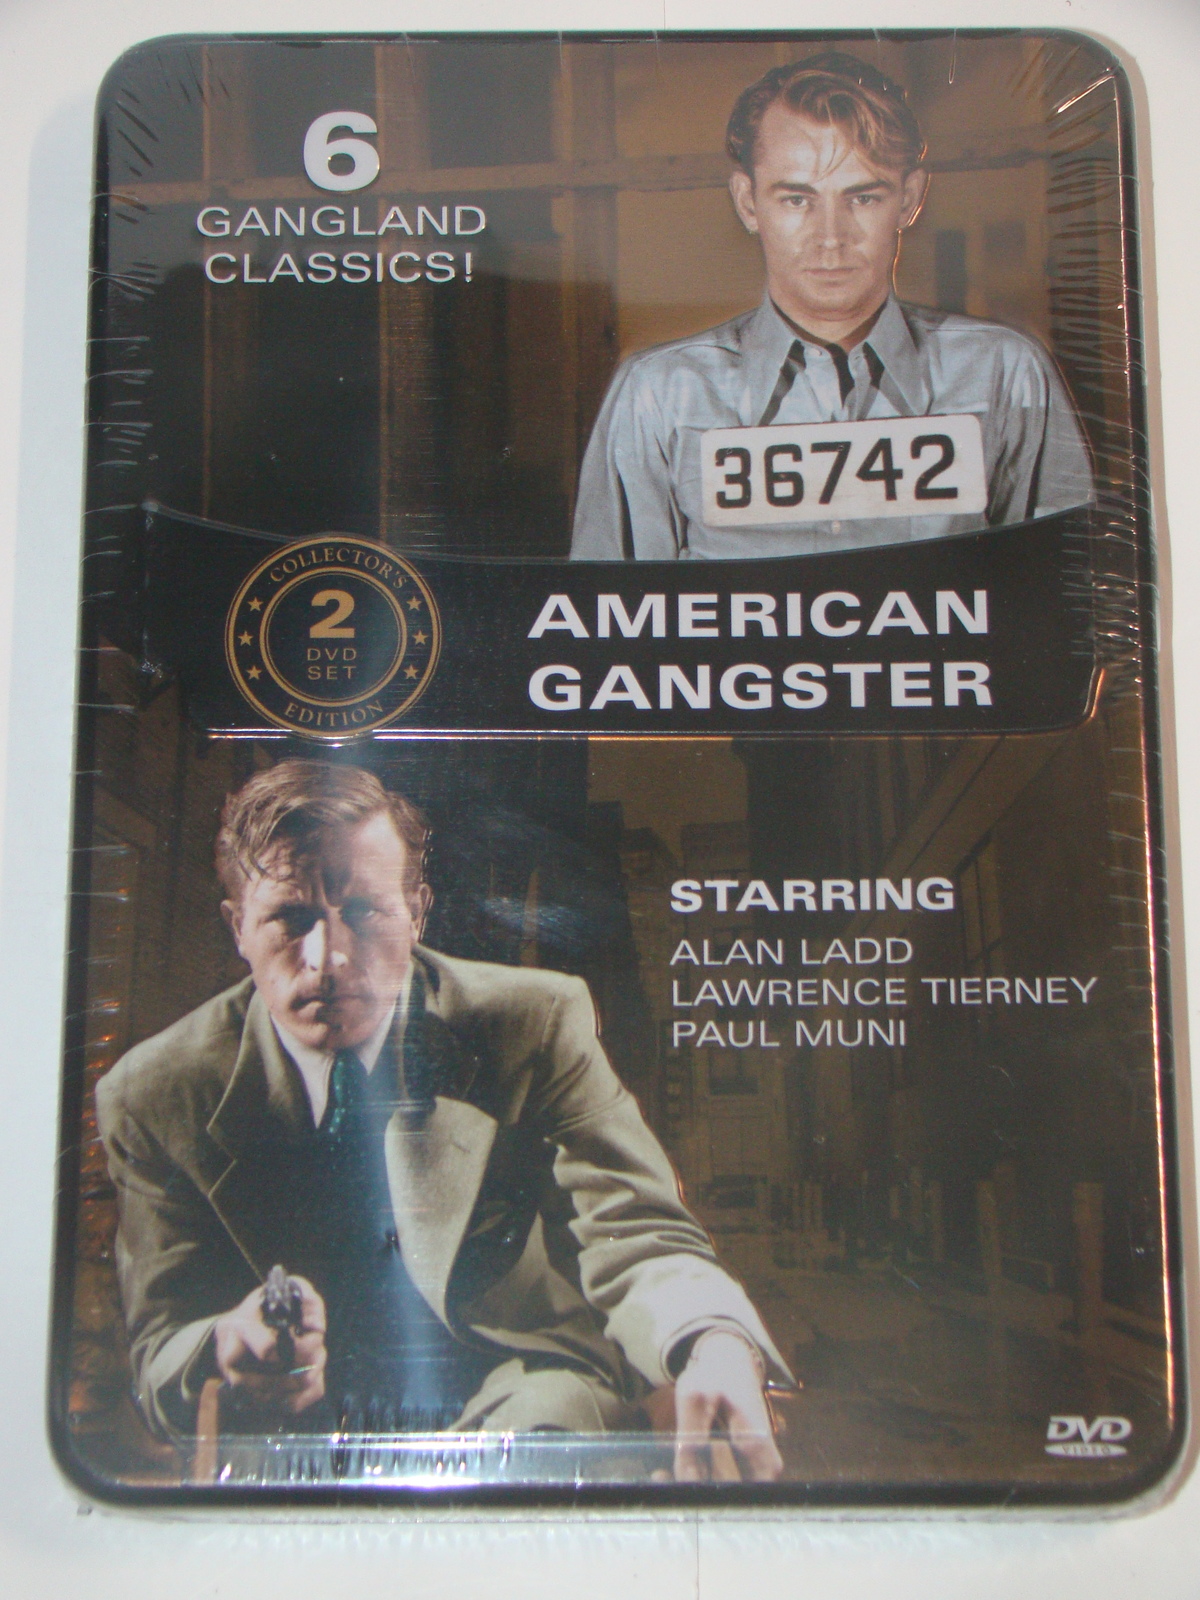 6
GANGLAND
CLASSICS!
36742
COLLECTOR'S
2
DVD
SET
EDITION
AMERICAN
GANGSTER
STARRING
ALAN LADD
LAWRENCE TIERNEY
PAUL MUNI
DVD
VIDEO